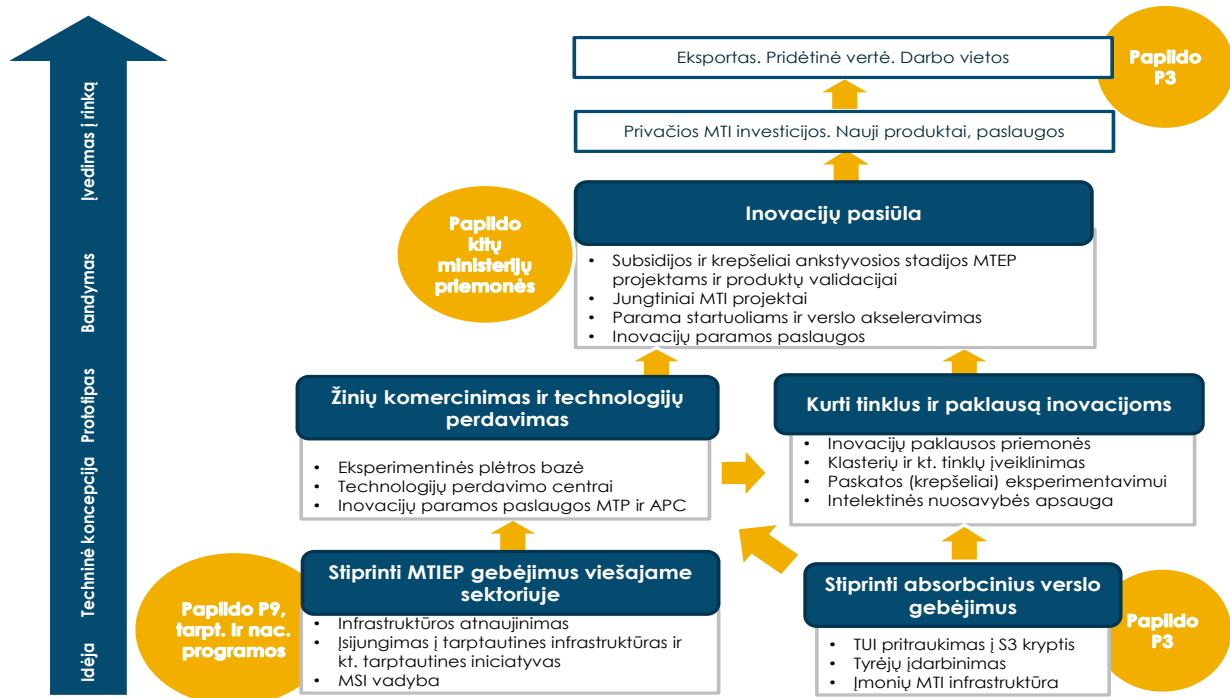 Eksportas. Pridėtinė vertė. Darbo vietos
Papildo
P3
Privačios MTI investicijos. Nauji produktai, paslaugos
Įvedimas į rinką
Bandymas
Prototipas
Techninė koncepcija
Idėja
Papildo
kitų
ministerijų
priemonės
Inovacijų pasiūla
• Subsidijos ir krepšeliai ankstyvosios stadijos MTEP
projektams ir produktų validacijai
• Jungtiniai MTI projektai
• Parama startuoliams ir verslo akseleravimas
• Inovacijų paramos paslaugos
Žinių komercinimas ir technologijų
perdavimas
• Eksperimentinės plėtros bazė
• Technologijų perdavimo centrai
• Inovacijų paramos paslaugos MTP ir APC
Kurti tinklus ir paklausą inovacijoms
• Inovacijų paklausos priemonės
• Klasterių ir kt. tinklų įveiklinimas
• Paskatos (krepšeliai) eksperimentavimui
• Intelektinės nuosavybės apsauga
Papildo P9,
tarpt. Ir nac.
programos
Stiprinti MTIEP gebėjimus viešajame
sektoriuje
• Infrastruktūros atnaujinimas
• Įsijungimas į tarptautines infrastruktūras ir
kt. tarptautines iniciatyvas
• MSI vadyba
Stiprinti absorbcinius verslo
gebėjimus
• TUI pritraukimas į S3 kryptis
• Tyrėjų įdarbinimas
• Įmonių MTI infrastruktūra
Papildo
P3